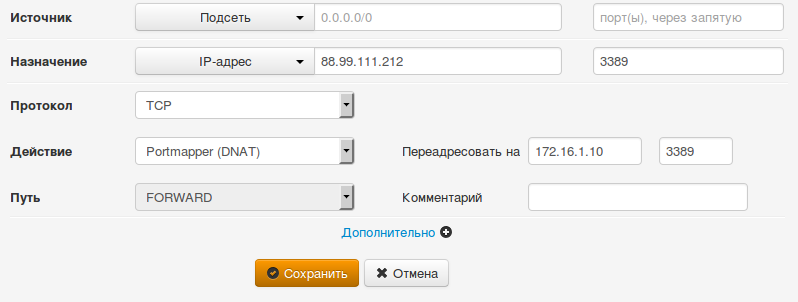 Источник Подсеть 0.0.0.0/0 порт(ы), через запятую
Назначение IP-адрес 88.99.111.212 3389
Протокол TCP
Действие Portmapper (DNAT) Переадресовать на 172.16.1.10 3389
Путь FORWARD Комментарий
Дополнительно
Сохранить Отмена